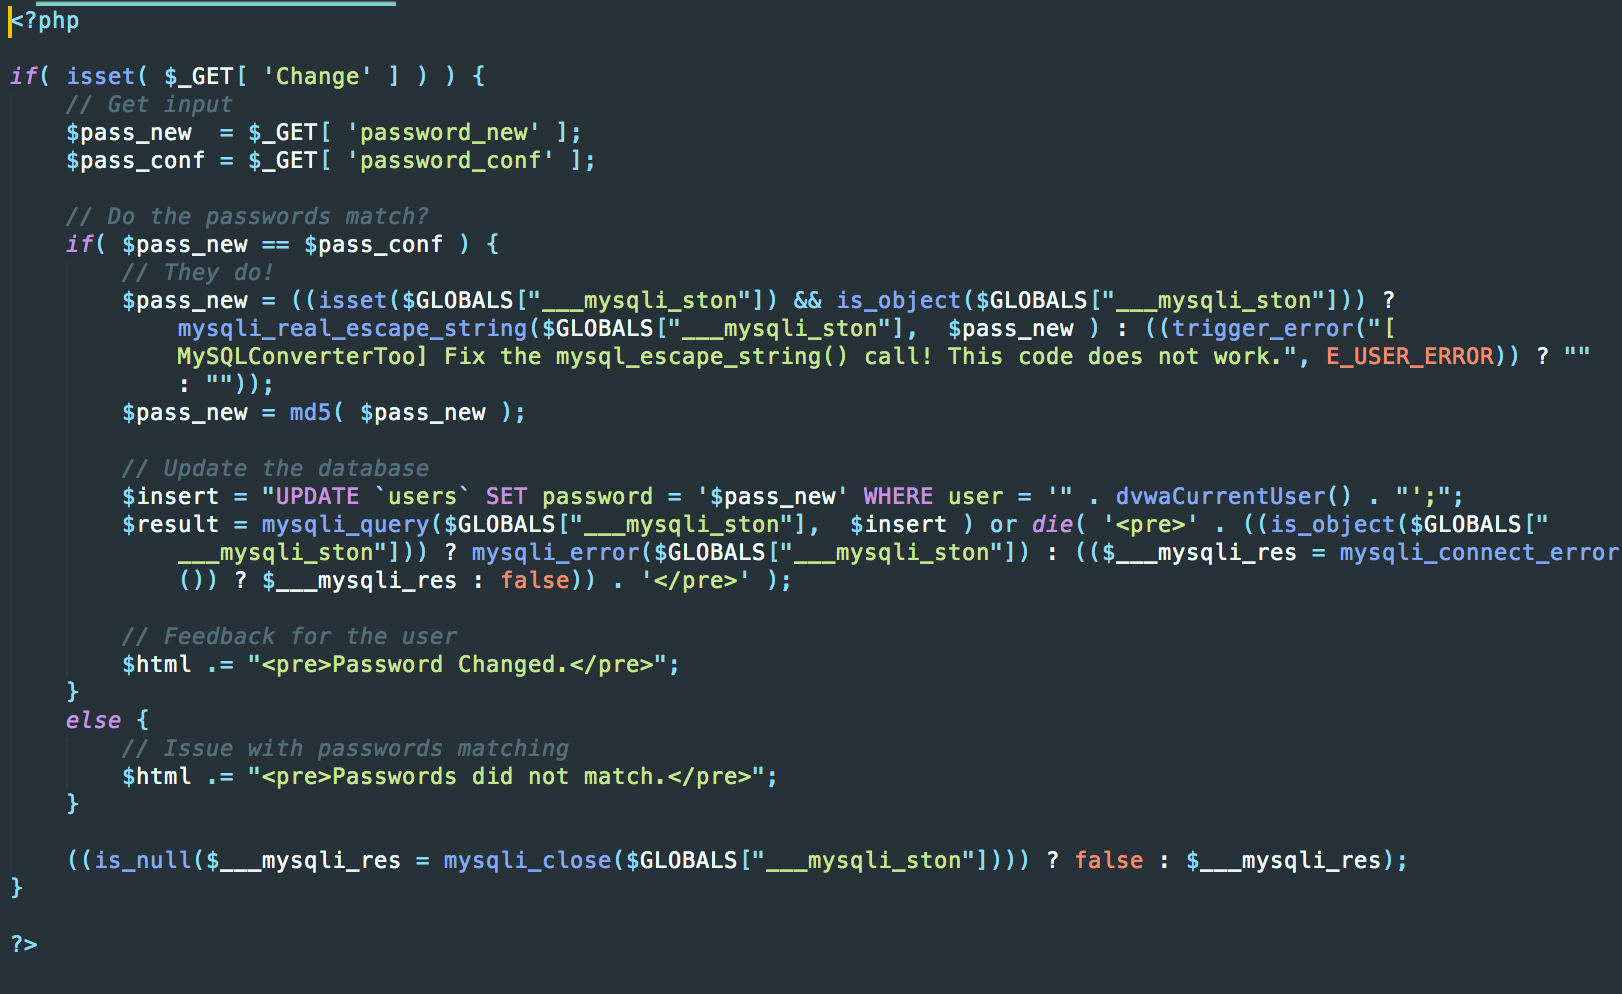 <?php

if( isset( $_GET[ 'Change' ] ) ) {
    // Get input
    $pass_new  = $_GET[ 'password_new' ];
    $pass_conf = $_GET[ 'password_conf' ];

    // Do the passwords match?
    if( $pass_new == $pass_conf ) {
        // They do!
        $pass_new = ((isset($GLOBALS["___mysqli_ston"]) && is_object($GLOBALS["___mysqli_ston"])) ?
            mysqli_real_escape_string($GLOBALS["___mysqli_ston"],  $pass_new ) : ((trigger_error("[
            MySQLConverterToo] Fix the mysql_escape_string() call! This code does not work.", E_USER_ERROR)) ? ""
            : ""));
        $pass_new = md5( $pass_new );

        // Update the database
        $insert = "UPDATE `users` SET password = '$pass_new' WHERE user = '" . dvwaCurrentUser() . "';";
        $result = mysqli_query($GLOBALS["___mysqli_ston"],  $insert ) or die( '<pre>' . ((is_object($GLOBALS["
            ___mysqli_ston"])) ? mysqli_error($GLOBALS["___mysqli_ston"]) : (($___mysqli_res = mysqli_connect_error
            ()) ? $___mysqli_res : false)) . '</pre>' );

        // Feedback for the user
        $html .= "<pre>Password Changed.</pre>";
    }
    else {
        // Issue with passwords matching
        $html .= "<pre>Passwords did not match.</pre>";
    }

    ((is_null($___mysqli_res = mysqli_close($GLOBALS["___mysqli_ston"]))) ? false : $___mysqli_res);
}

?>